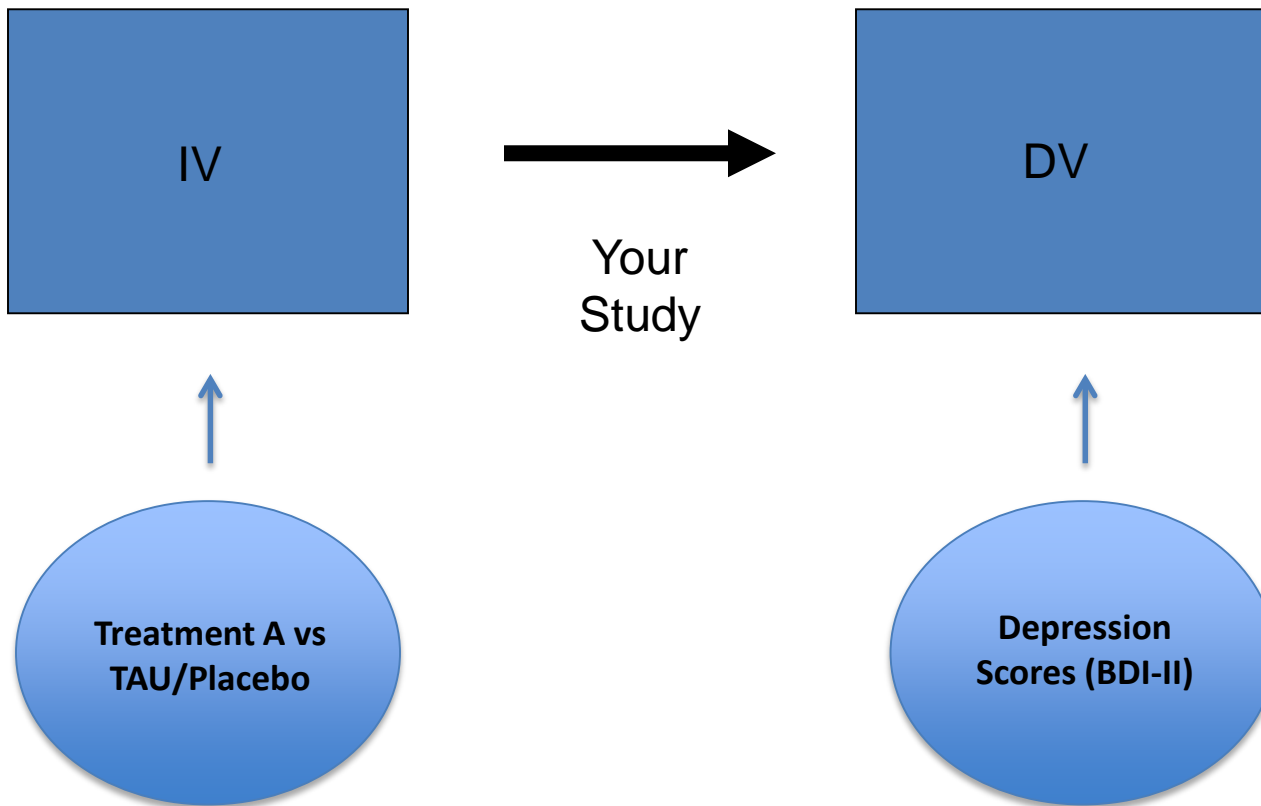 IV
DV
Your
Study
Treatment A vs
TAU/Placebo
Depression
Scores (BDI-II)